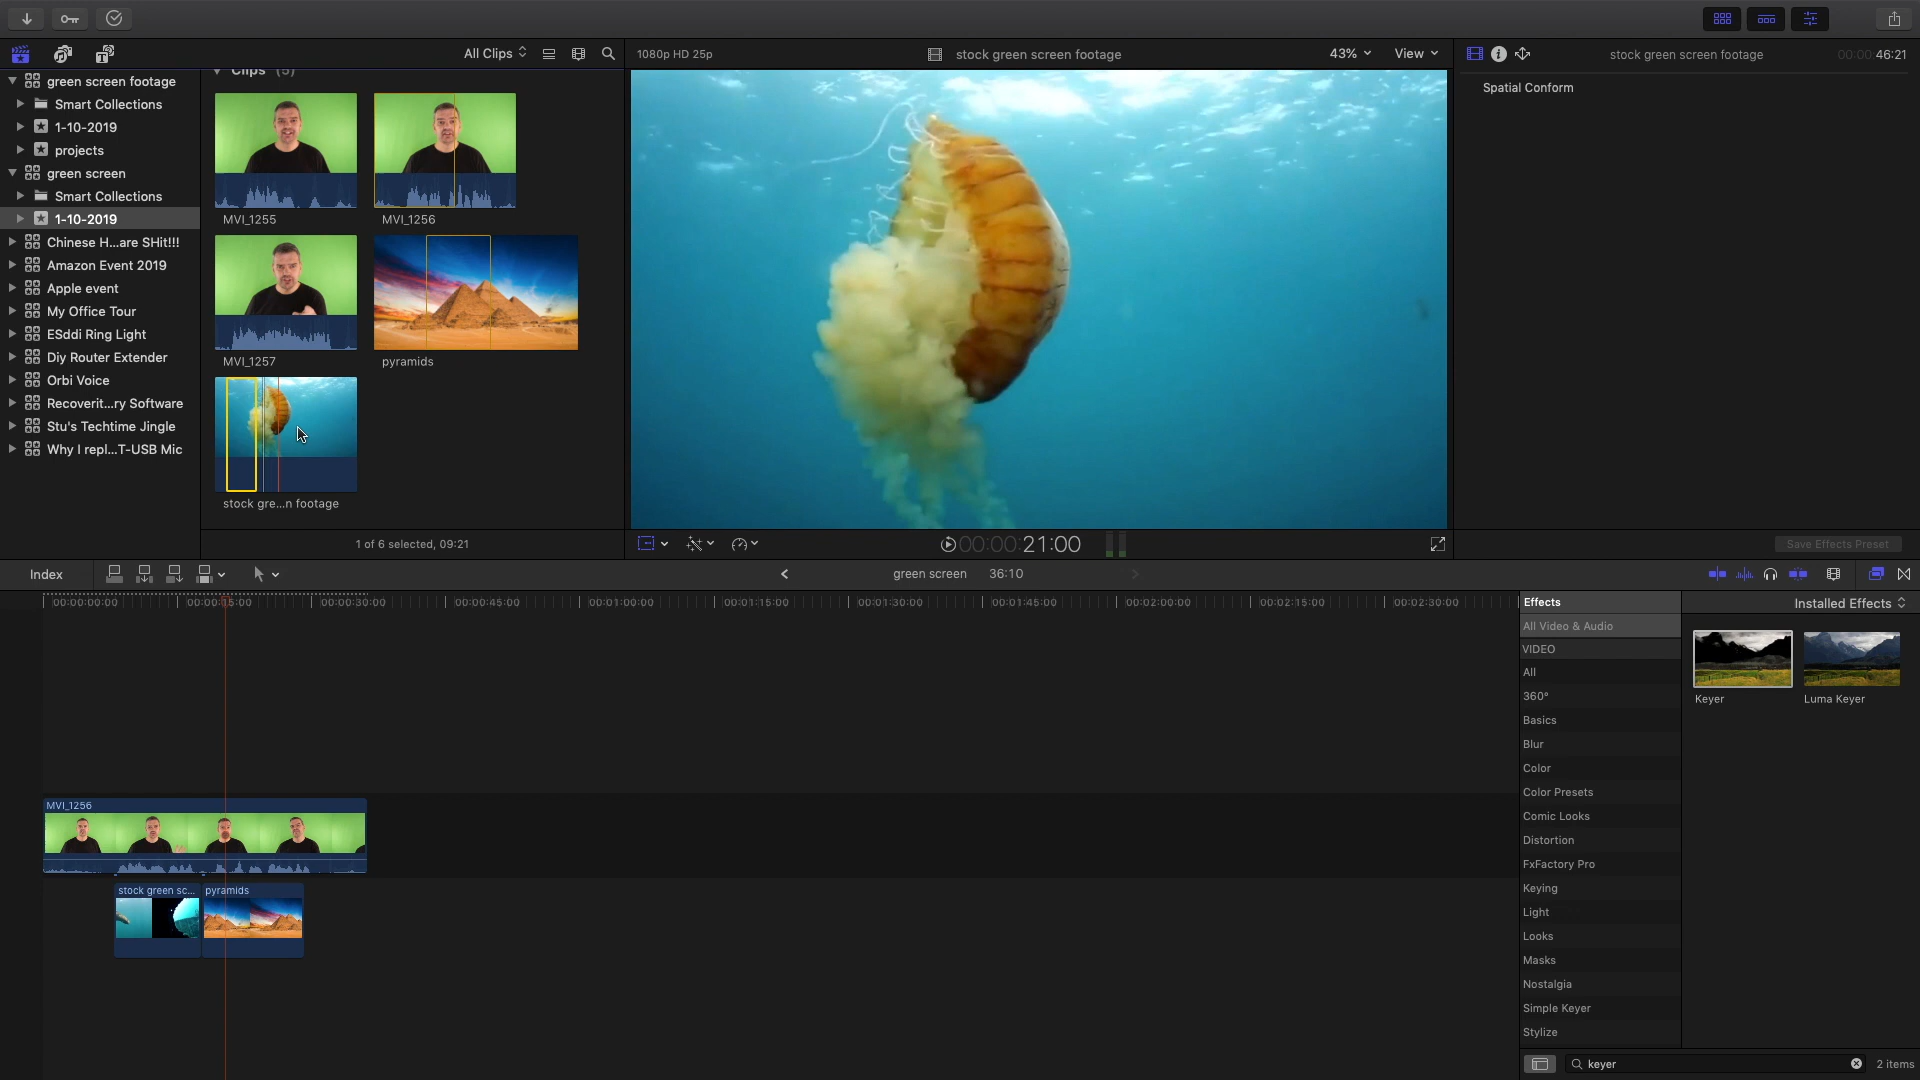 All Clips
1080p HD 25p
stock green screen footage
43%
View
stock green screen footage
00:00:46:21
green screen footage
Smart Collections
1-10-2019
projects
green screen
Smart Collections
1-10-2019
Chinese H...are SHit!!!
Amazon Event 2019
Apple event
My Office Tour
ESddi Ring Light
Diy Router Extender
Orbi Voice
Recoverit...ry Software
Stu's Techtime Jingle
Why I repl...T-USB Mic
Clips (5)
MVI_1255
MVI_1256
MVI_1257
pyramids
stock gre...n footage
1 of 6 selected, 09:21
Spatial Conform
00:00:21:00
Save Effects Preset
Index
green screen
36:10
00:00:00:00
00:00:15:00
00:00:30:00
00:00:45:00
00:01:00:00
00:01:15:00
00:01:30:00
00:01:45:00
00:02:00:00
00:02:15:00
00:02:30:00
MVI_1256
stock green sc...
pyramids
Effects
Installed Effects
All Video & Audio
VIDEO
All
360°
Basics
Blur
Color
Color Presets
Comic Looks
Distortion
FxFactory Pro
Keying
Light
Looks
Masks
Nostalgia
Simple Keyer
Stylize
Keyer
Luma Keyer
keyer
2 items